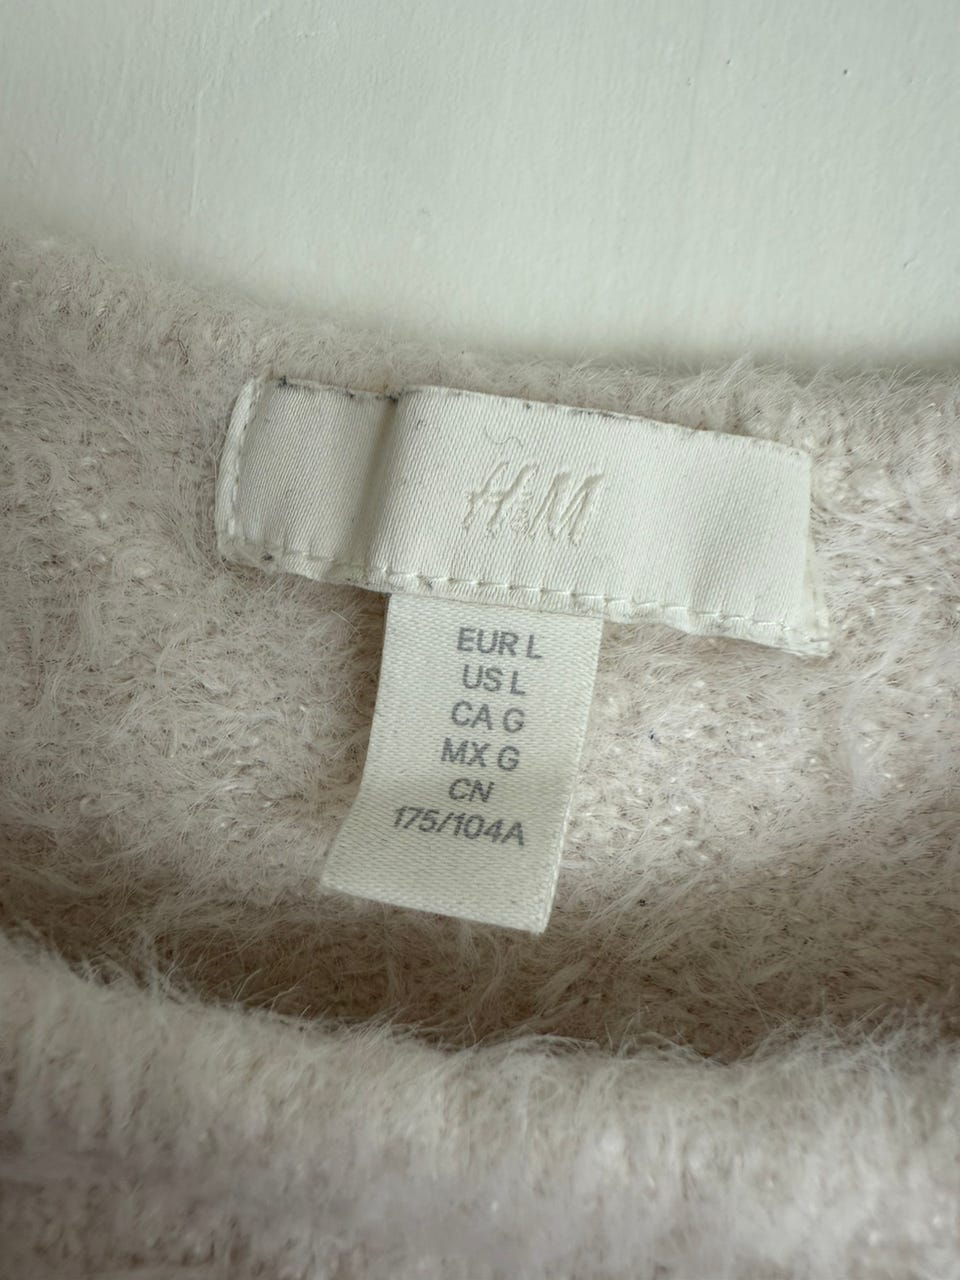 H&M
EUR L
US L
CA G
MX G
CN
175/104A